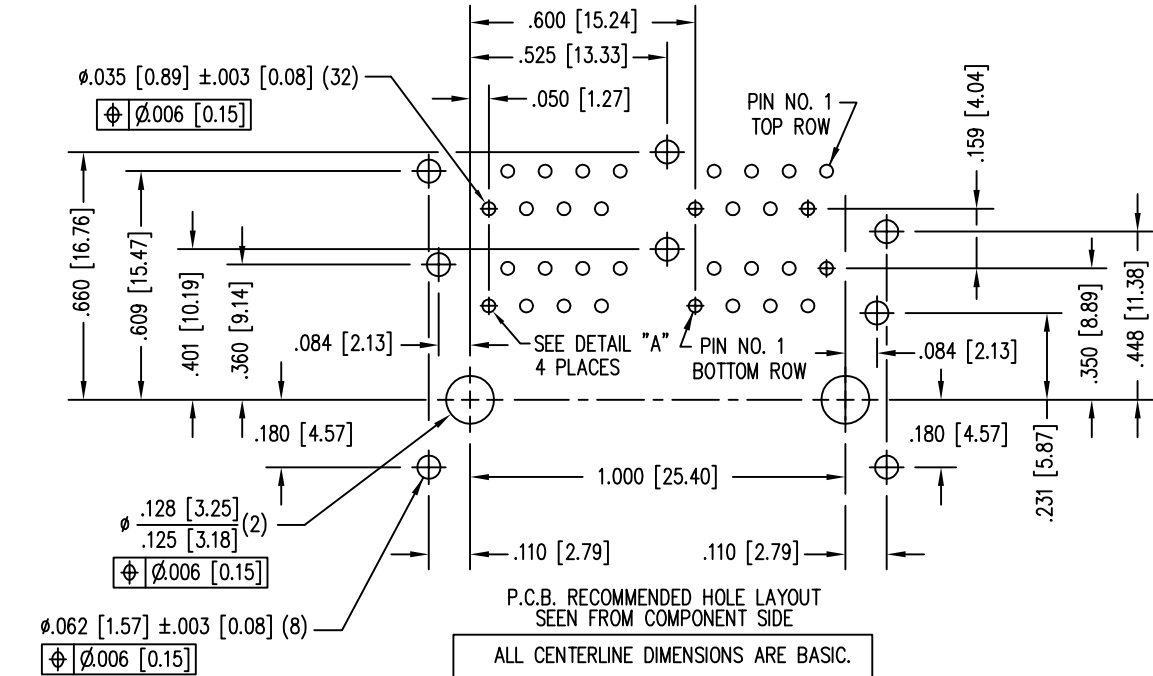 .600 [15.24]
.525 [13.33]
ø.035 [0.89] ±.003 [0.08] (32)
⌖ Ø.006 [0.15]
.050 [1.27]
PIN NO. 1
TOP ROW
.159 [4.04]
.660 [16.76]
.609 [15.47]
.401 [10.19]
.360 [9.14]
.084 [2.13]
SEE DETAIL "A"
4 PLACES
PIN NO. 1
BOTTOM ROW
.084 [2.13]
.350 [8.89]
.448 [11.38]
.180 [4.57]
.180 [4.57]
.231 [5.87]
1.000 [25.40]
ø .128 [3.25]
.125 [3.18] (2)
⌖ Ø.006 [0.15]
.110 [2.79]
.110 [2.79]
ø.062 [1.57] ±.003 [0.08] (8)
⌖ Ø.006 [0.15]
P.C.B. RECOMMENDED HOLE LAYOUT
SEEN FROM COMPONENT SIDE
ALL CENTERLINE DIMENSIONS ARE BASIC.